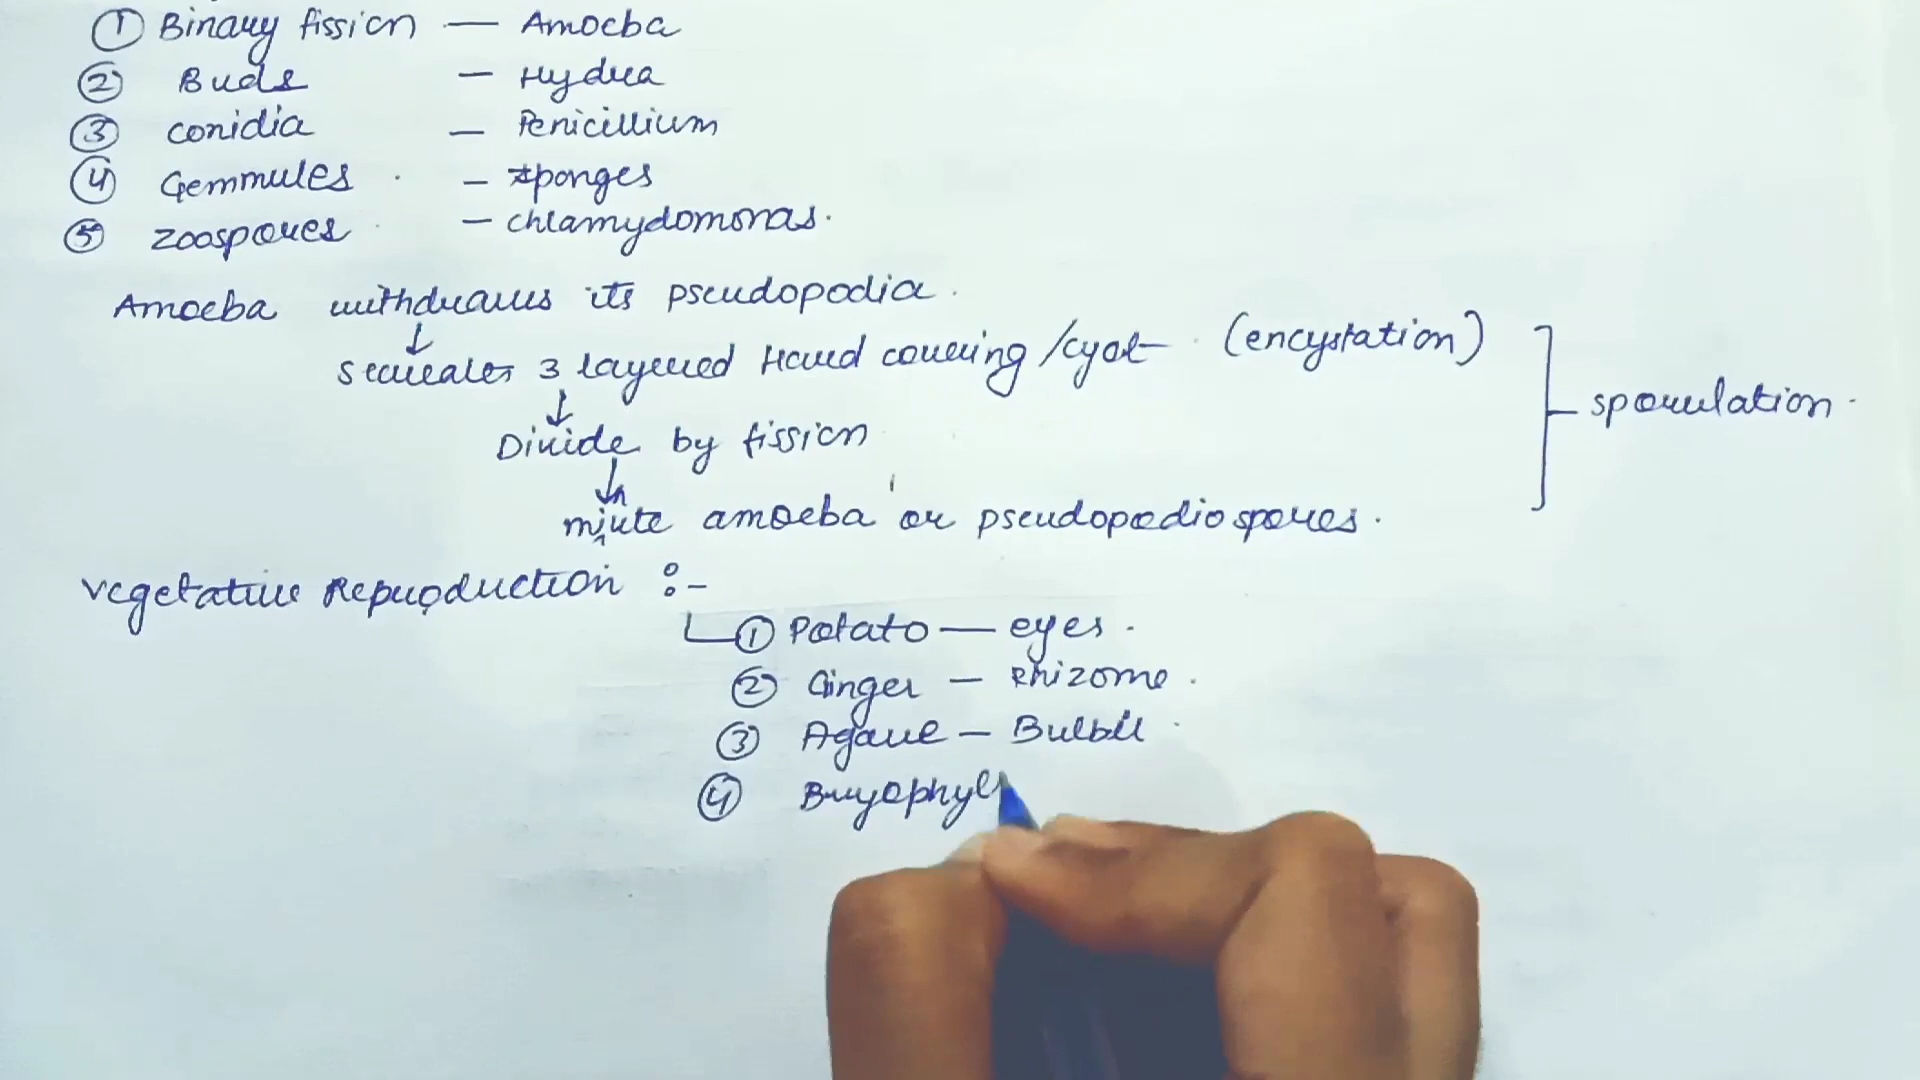 ① Binary fission — Amoeba
② Buds — Hydra
③ conidia — Penicillium
④ Gemmules — sponges
⑤ zoospores — chlamydomonas.
Amoeba withdraws its pseudopodia.
↓
secreates 3 layered Hard covering/cyst (encystation)
sporulation
↓
Divide by fission
↓
minute amoeba or pseudopodiospores.
Vegetative Reproduction :-
① Potato — eyes.
② Ginger — Rhizome.
③ Agave — Bulbil
④ Bryophyl